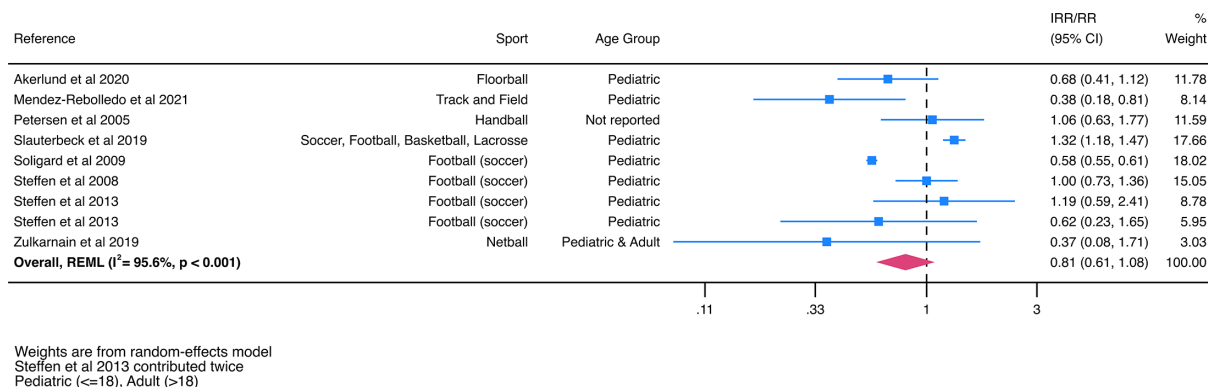 IRR/RR %
Reference Sport Age Group (95% CI) Weight
Akerlund et al 2020 Floorball Pediatric 0.68 (0.41, 1.12) 11.78
Mendez-Rebolledo et al 2021 Track and Field Pediatric 0.38 (0.18, 0.81) 8.14
Petersen et al 2005 Handball Not reported 1.06 (0.63, 1.77) 11.59
Slauterbeck et al 2019 Soccer, Football, Basketball, Lacrosse Pediatric 1.32 (1.18, 1.47) 17.66
Soligard et al 2009 Football (soccer) Pediatric 0.58 (0.55, 0.61) 18.02
Steffen et al 2008 Football (soccer) Pediatric 1.00 (0.73, 1.36) 15.05
Steffen et al 2013 Football (soccer) Pediatric 1.19 (0.59, 2.41) 8.78
Steffen et al 2013 Football (soccer) Pediatric 0.62 (0.23, 1.65) 5.95
Zulkarnain et al 2019 Netball Pediatric & Adult 0.37 (0.08, 1.71) 3.03
Overall, REML (I²= 95.6%, p < 0.001) 0.81 (0.61, 1.08) 100.00
.11 .33 1 3
Weights are from random-effects model
Steffen et al 2013 contributed twice
Pediatric (<=18), Adult (>18)